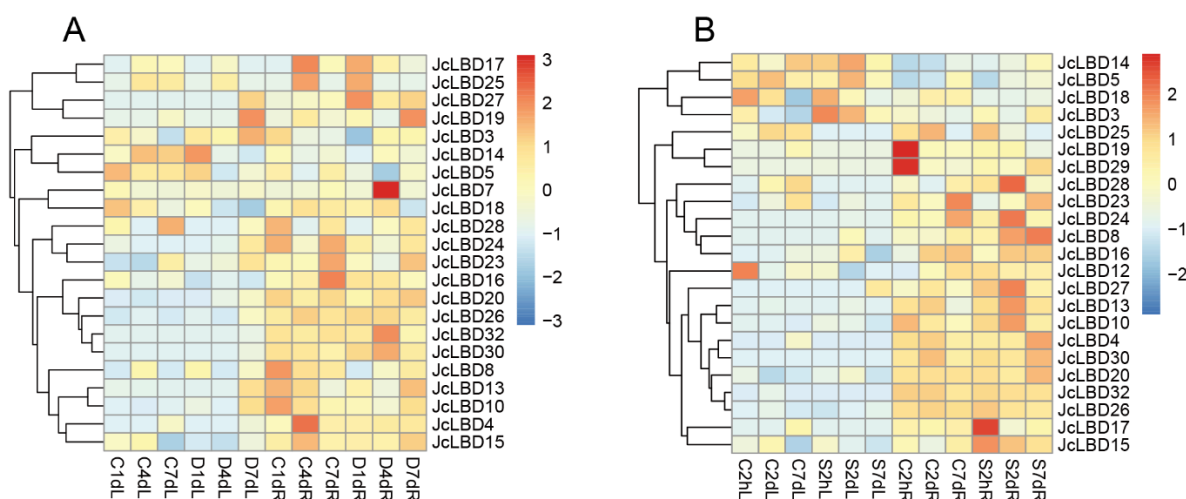 A
JcLBD17
JcLBD25
JcLBD27
JcLBD19
JcLBD3
JcLBD14
JcLBD5
JcLBD7
JcLBD18
JcLBD28
JcLBD24
JcLBD23
JcLBD16
JcLBD20
JcLBD26
JcLBD32
JcLBD30
JcLBD8
JcLBD13
JcLBD10
JcLBD4
JcLBD15
C1dL
C4dL
C7dL
D1dL
D4dL
D7dL
C1dR
C4dR
C7dR
D1dR
D4dR
D7dR
3
2
1
0
−1
−2
−3
B
JcLBD14
JcLBD5
JcLBD18
JcLBD3
JcLBD25
JcLBD19
JcLBD29
JcLBD28
JcLBD23
JcLBD24
JcLBD8
JcLBD16
JcLBD12
JcLBD27
JcLBD13
JcLBD10
JcLBD4
JcLBD30
JcLBD20
JcLBD32
JcLBD26
JcLBD17
JcLBD15
C2hL
C2dL
C7dL
S2hL
S2dL
S7dL
C2hR
C2dR
C7dR
S2hR
S2dR
S7dR
2
1
0
−1
−2